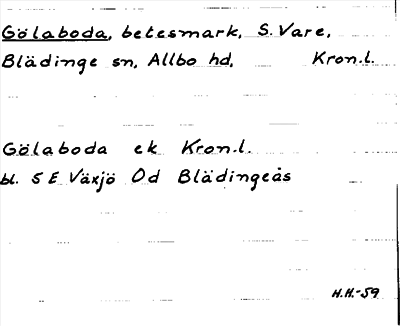 Gölaboda, betesmark, S. Vare,
Blädinge sn, Allbo hd, Kron.l.
Gölaboda ek Kron.l.
bl. 5 E Växjö Od Blädingeås
H.H.-59